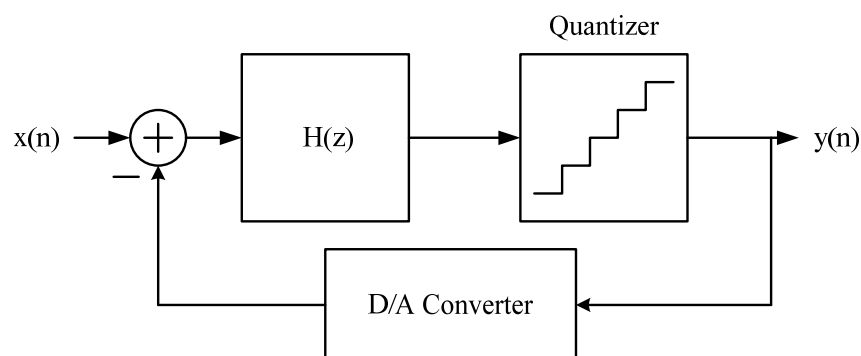 Quantizer
x(n)
+
H(z)
y(n)
−
D/A Converter